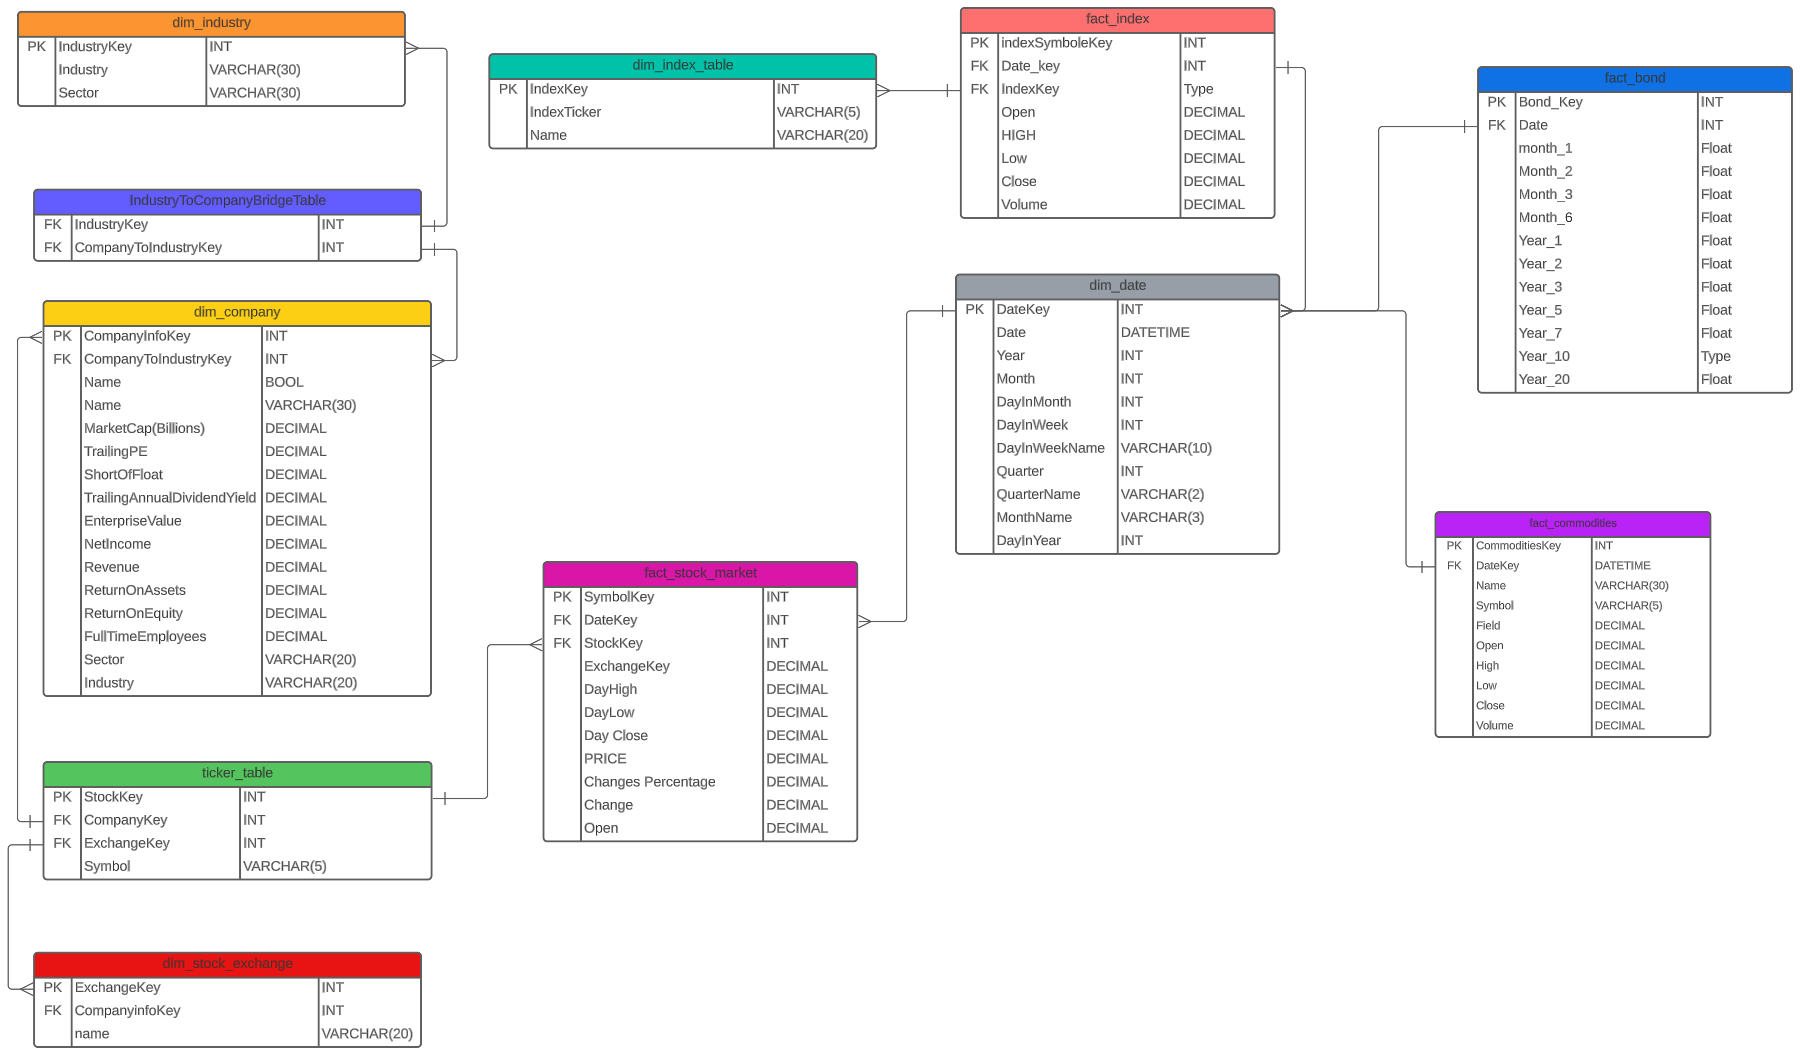 dim_industry
PK IndustryKey INT
Industry VARCHAR(30)
Sector VARCHAR(30)
IndustryToCompanyBridgeTable
FK IndustryKey INT
FK CompanyToIndustryKey INT
dim_company
PK CompanyInfoKey INT
FK CompanyToIndustryKey INT
Name BOOL
Name VARCHAR(30)
MarketCap(Billions) DECIMAL
TrailingPE DECIMAL
ShortOfFloat DECIMAL
TrailingAnnualDividendYield DECIMAL
EnterpriseValue DECIMAL
NetIncome DECIMAL
Revenue DECIMAL
ReturnOnAssets DECIMAL
ReturnOnEquity DECIMAL
FullTimeEmployees DECIMAL
Sector VARCHAR(20)
Industry VARCHAR(20)
ticker_table
PK StockKey INT
FK CompanyKey INT
FK ExchangeKey INT
Symbol VARCHAR(5)
dim_stock_exchange
PK ExchangeKey INT
FK CompanyinfoKey INT
name VARCHAR(20)
dim_index_table
PK IndexKey INT
IndexTicker VARCHAR(5)
Name VARCHAR(20)
fact_stock_market
PK SymbolKey INT
FK DateKey INT
FK StockKey INT
ExchangeKey DECIMAL
DayHigh DECIMAL
DayLow DECIMAL
Day Close DECIMAL
PRICE DECIMAL
Changes Percentage DECIMAL
Change DECIMAL
Open DECIMAL
fact_index
PK indexSymboleKey INT
FK Date_key INT
FK IndexKey Type
Open DECIMAL
HIGH DECIMAL
Low DECIMAL
Close DECIMAL
Volume DECIMAL
dim_date
PK DateKey INT
Date DATETIME
Year INT
Month INT
DayInMonth INT
DayInWeek INT
DayInWeekName VARCHAR(10)
Quarter INT
QuarterName VARCHAR(2)
MonthName VARCHAR(3)
DayInYear INT
fact_bond
PK Bond_Key INT
FK Date INT
month_1 Float
Month_2 Float
Month_3 Float
Month_6 Float
Year_1 Float
Year_2 Float
Year_3 Float
Year_5 Float
Year_7 Float
Year_10 Type
Year_20 Float
fact_commodities
PK CommoditiesKey INT
FK DateKey DATETIME
Name VARCHAR(30)
Symbol VARCHAR(5)
Field DECIMAL
Open DECIMAL
High DECIMAL
Low DECIMAL
Close DECIMAL
Volume DECIMAL